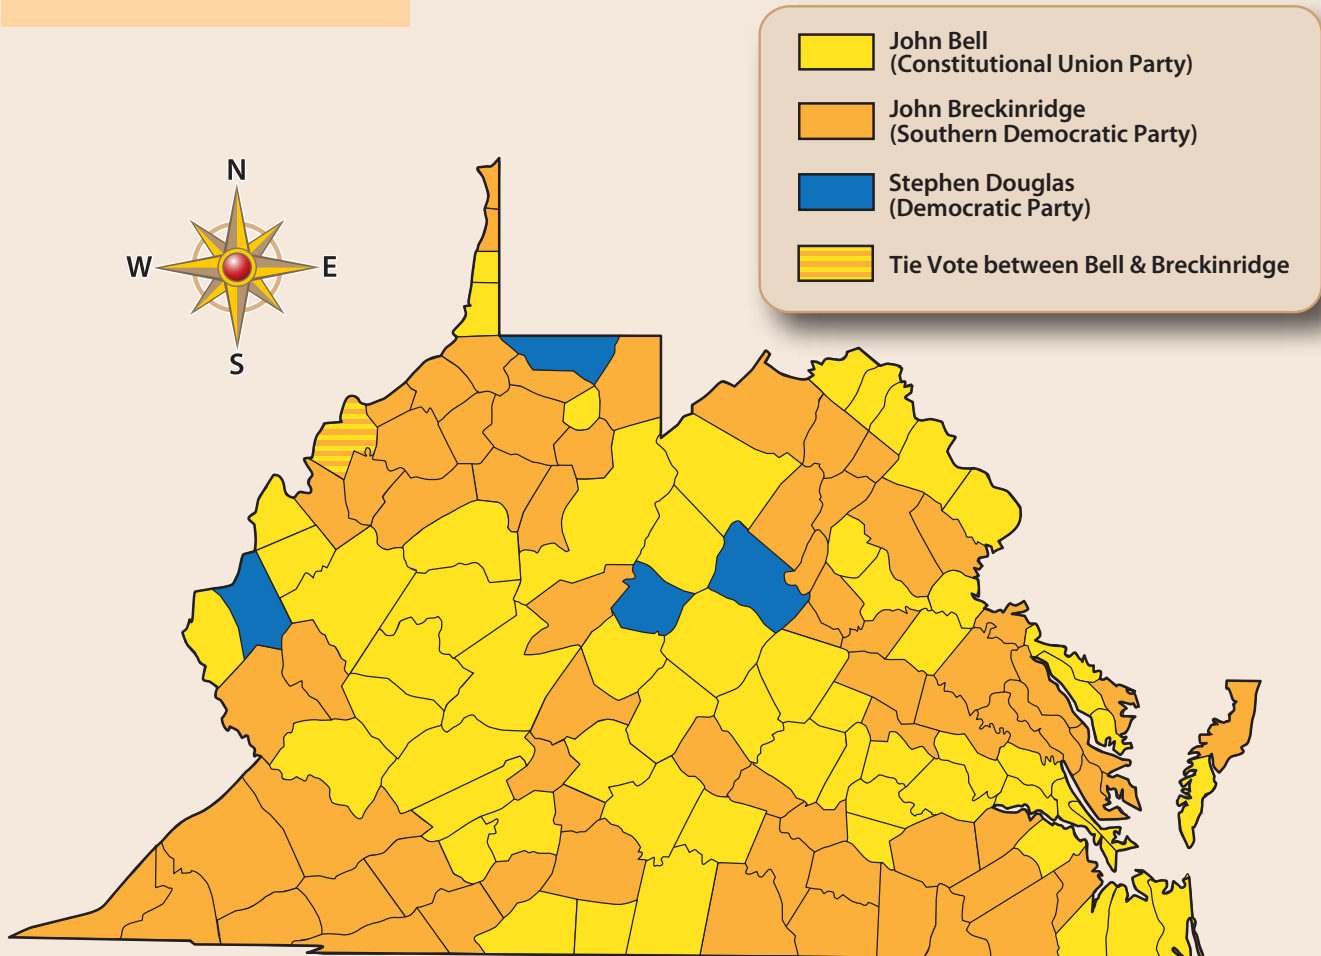 John Bell
(Constitutional Union Party)
John Breckinridge
(Southern Democratic Party)
Stephen Douglas
(Democratic Party)
Tie Vote between Bell & Breckinridge
N
W
E
S